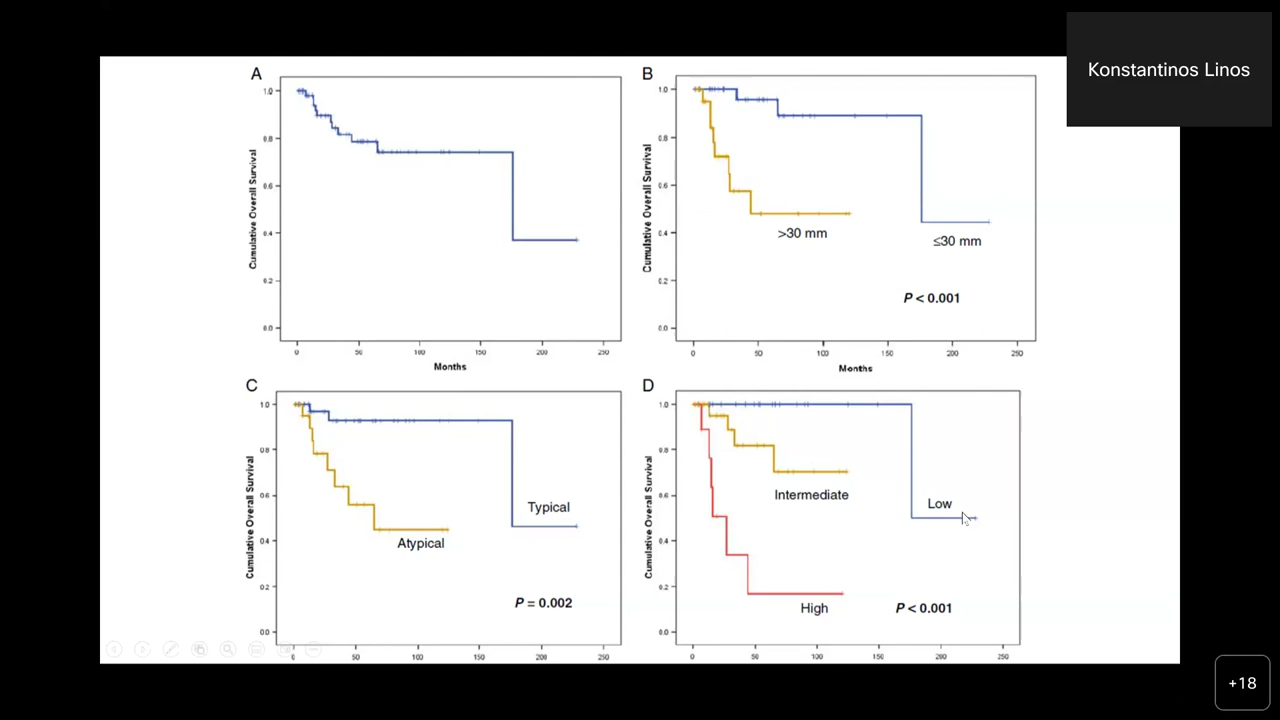 Konstantinos Linos
A
1.0
0.8
0.6
0.4
0.2
0.0
Cumulative Overall Survival
0 50 100 150 200 250
Months
B
1.0
0.8
0.6
0.4
0.2
0.0
Cumulative Overall Survival
>30 mm
≤30 mm
P < 0.001
0 50 100 150 200 250
Months
C
1.0
0.8
0.6
0.4
0.2
0.0
Cumulative Overall Survival
Typical
Atypical
P = 0.002
0 50 100 150 200 250
D
1.0
0.8
0.6
0.4
0.2
0.0
Cumulative Overall Survival
Intermediate
Low
High
P < 0.001
0 50 100 150 200 250
+18